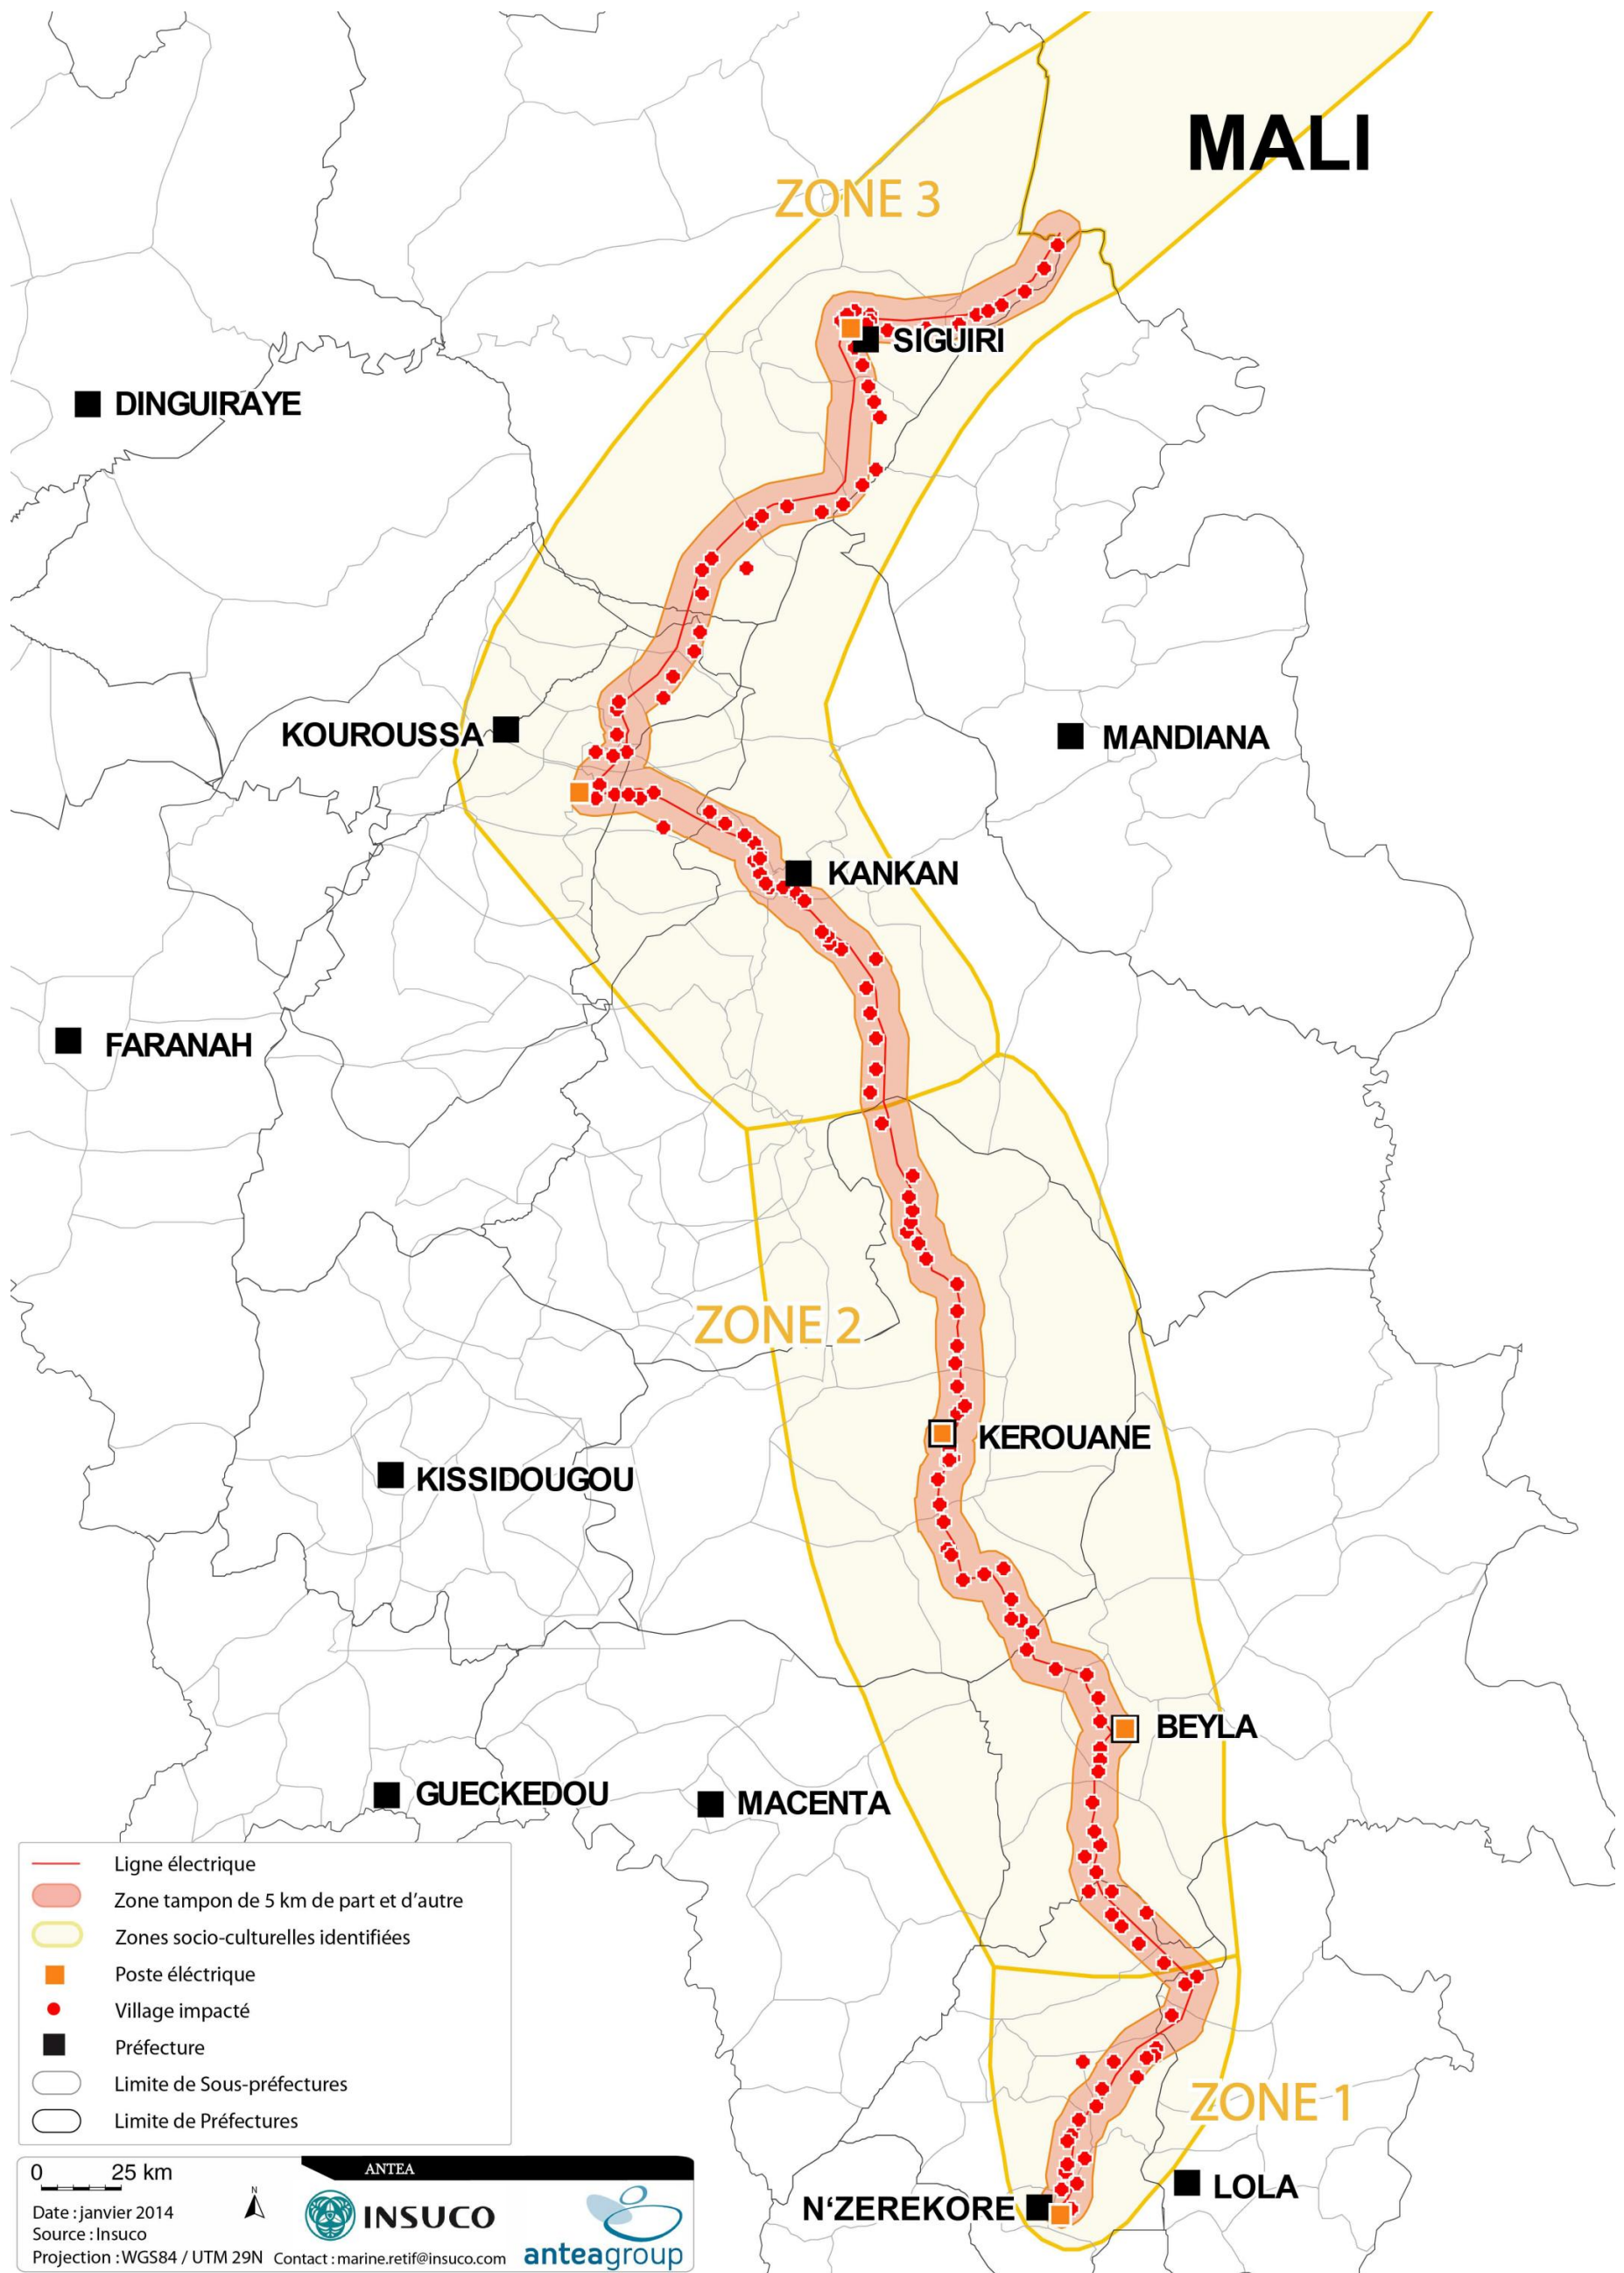 MALI
ZONE 3
SIGUIRI
DINGUIRAYE
KOUROUSSA
MANDIANA
KANKAN
FARANAH
ZONE 2
KEROUANE
KISSIDOUGOU
BEYLA
GUECKEDOU
MACENTA
Ligne électrique
Zone tampon de 5 km de part et d'autre
Zones socio-culturelles identifiées
Poste éléctrique
Village impacté
Préfecture
Limite de Sous-préfectures
Limite de Préfectures
ZONE 1
LOLA
N'ZEREKORE
0 25 km
N
Date : janvier 2014
Source : Insuco
Projection : WGS84 / UTM 29N
ANTEA
INSUCO
Contact : marine.retif@insuco.com
anteagroup